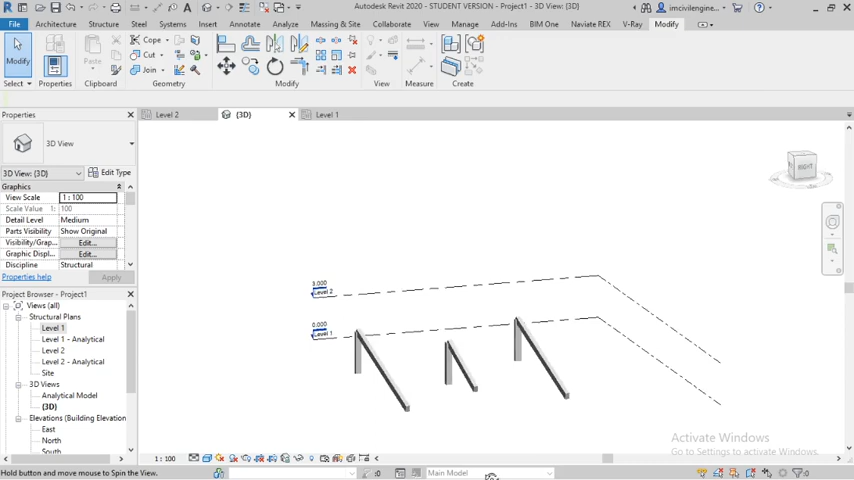 Autodesk Revit 2020 - STUDENT VERSION - Project1 - 3D View: {3D}
imcivilengine...
File Architecture Structure Steel Systems Insert Annotate Analyze Massing & Site Collaborate View Manage Add-Ins BIM One Naviate REX V-Ray Modify
Modify
Properties
Paste
Cope
Cut
Join
Select Properties Clipboard Geometry Modify View Measure Create
Properties
Level 2
{3D}
Level 1
3D View
3D View: {3D}
Edit Type
Graphics
View Scale 1 : 100
Scale Value 1: 100
Detail Level Medium
Parts Visibility Show Original
Visibility/Grap... Edit...
Graphic Displ... Edit...
Discipline Structural
Properties help
Apply
Project Browser - Project1
Views (all)
Structural Plans
Level 1
Level 1 - Analytical
Level 2
Level 2 - Analytical
Site
3D Views
Analytical Model
{3D}
Elevations (Building Elevation
East
North
South
RIGHT
3.000
Level 2
0.000
Level 1
Activate Windows
Go to Settings to activate Windows.
1 : 100
Hold button and move mouse to Spin the View.
:0
Main Model
:0